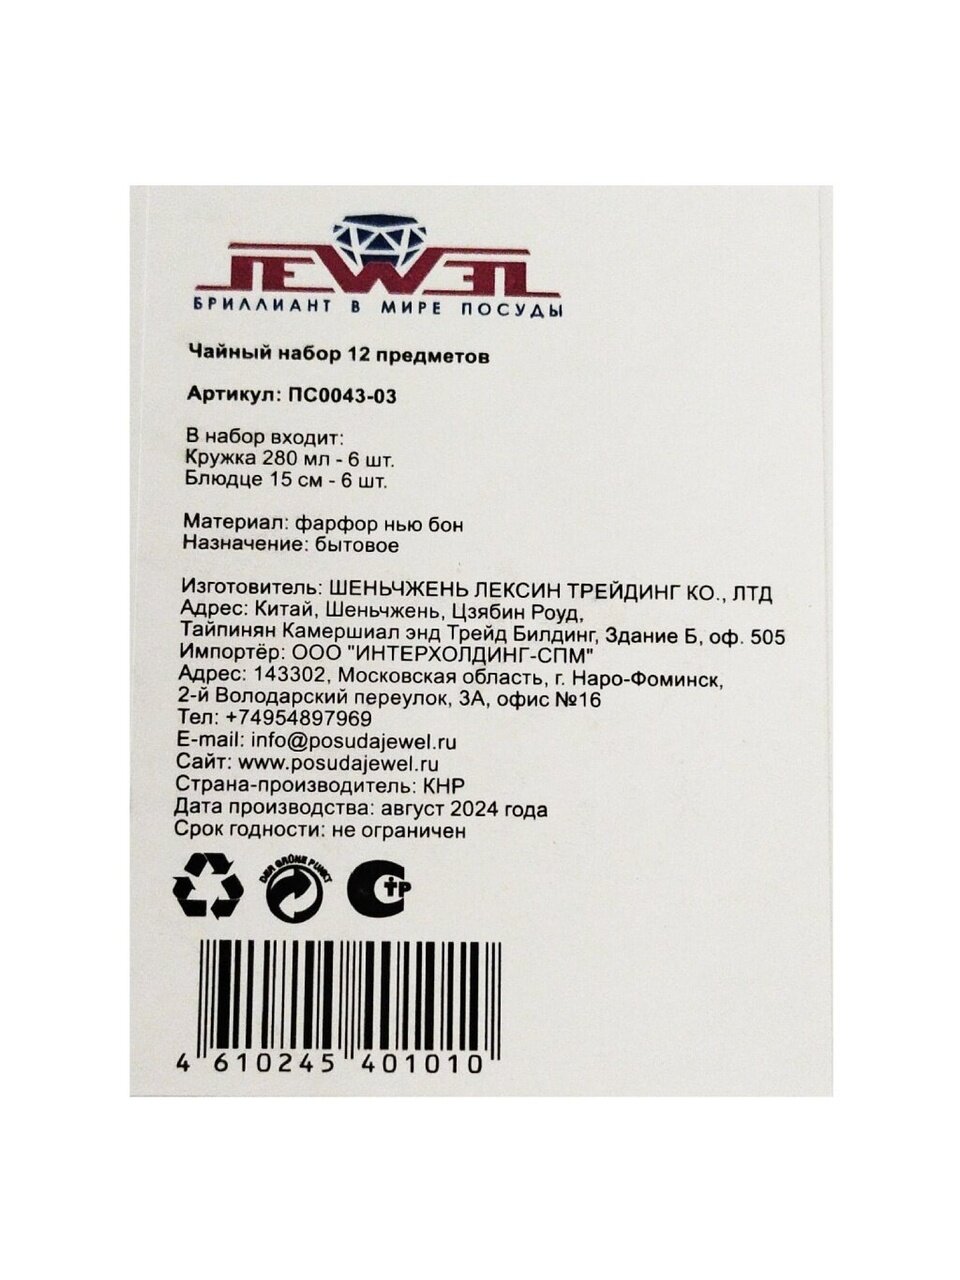 JEWEL
БРИЛЛИАНТ В МИРЕ ПОСУДЫ
Чайный набор 12 предметов
Артикул: ПС0043-03
В набор входит:
Кружка 280 мл - 6 шт.
Блюдце 15 см - 6 шт.
Материал: фарфор нью бон
Назначение: бытовое
Изготовитель: ШЕНЬЧЖЕНЬ ЛЕКСИН ТРЕЙДИНГ КО., ЛТД
Адрес: Китай, Шеньчжень, Цзябин Роуд,
Тайпинян Камершиал энд Трейд Билдинг, Здание Б, оф. 505
Импортёр: ООО "ИНТЕРХОЛДИНГ-СПМ"
Адрес: 143302, Московская область, г. Наро-Фоминск,
2-й Володарский переулок, 3А, офис №16
Тел: +74954897969
E-mail: info@posudajewel.ru
Сайт: www.posudajewel.ru
Страна-производитель: КНР
Дата производства: август 2024 года
Срок годности: не ограничен
DER GRÜNE PUNKT
СТР
4 610245 401010